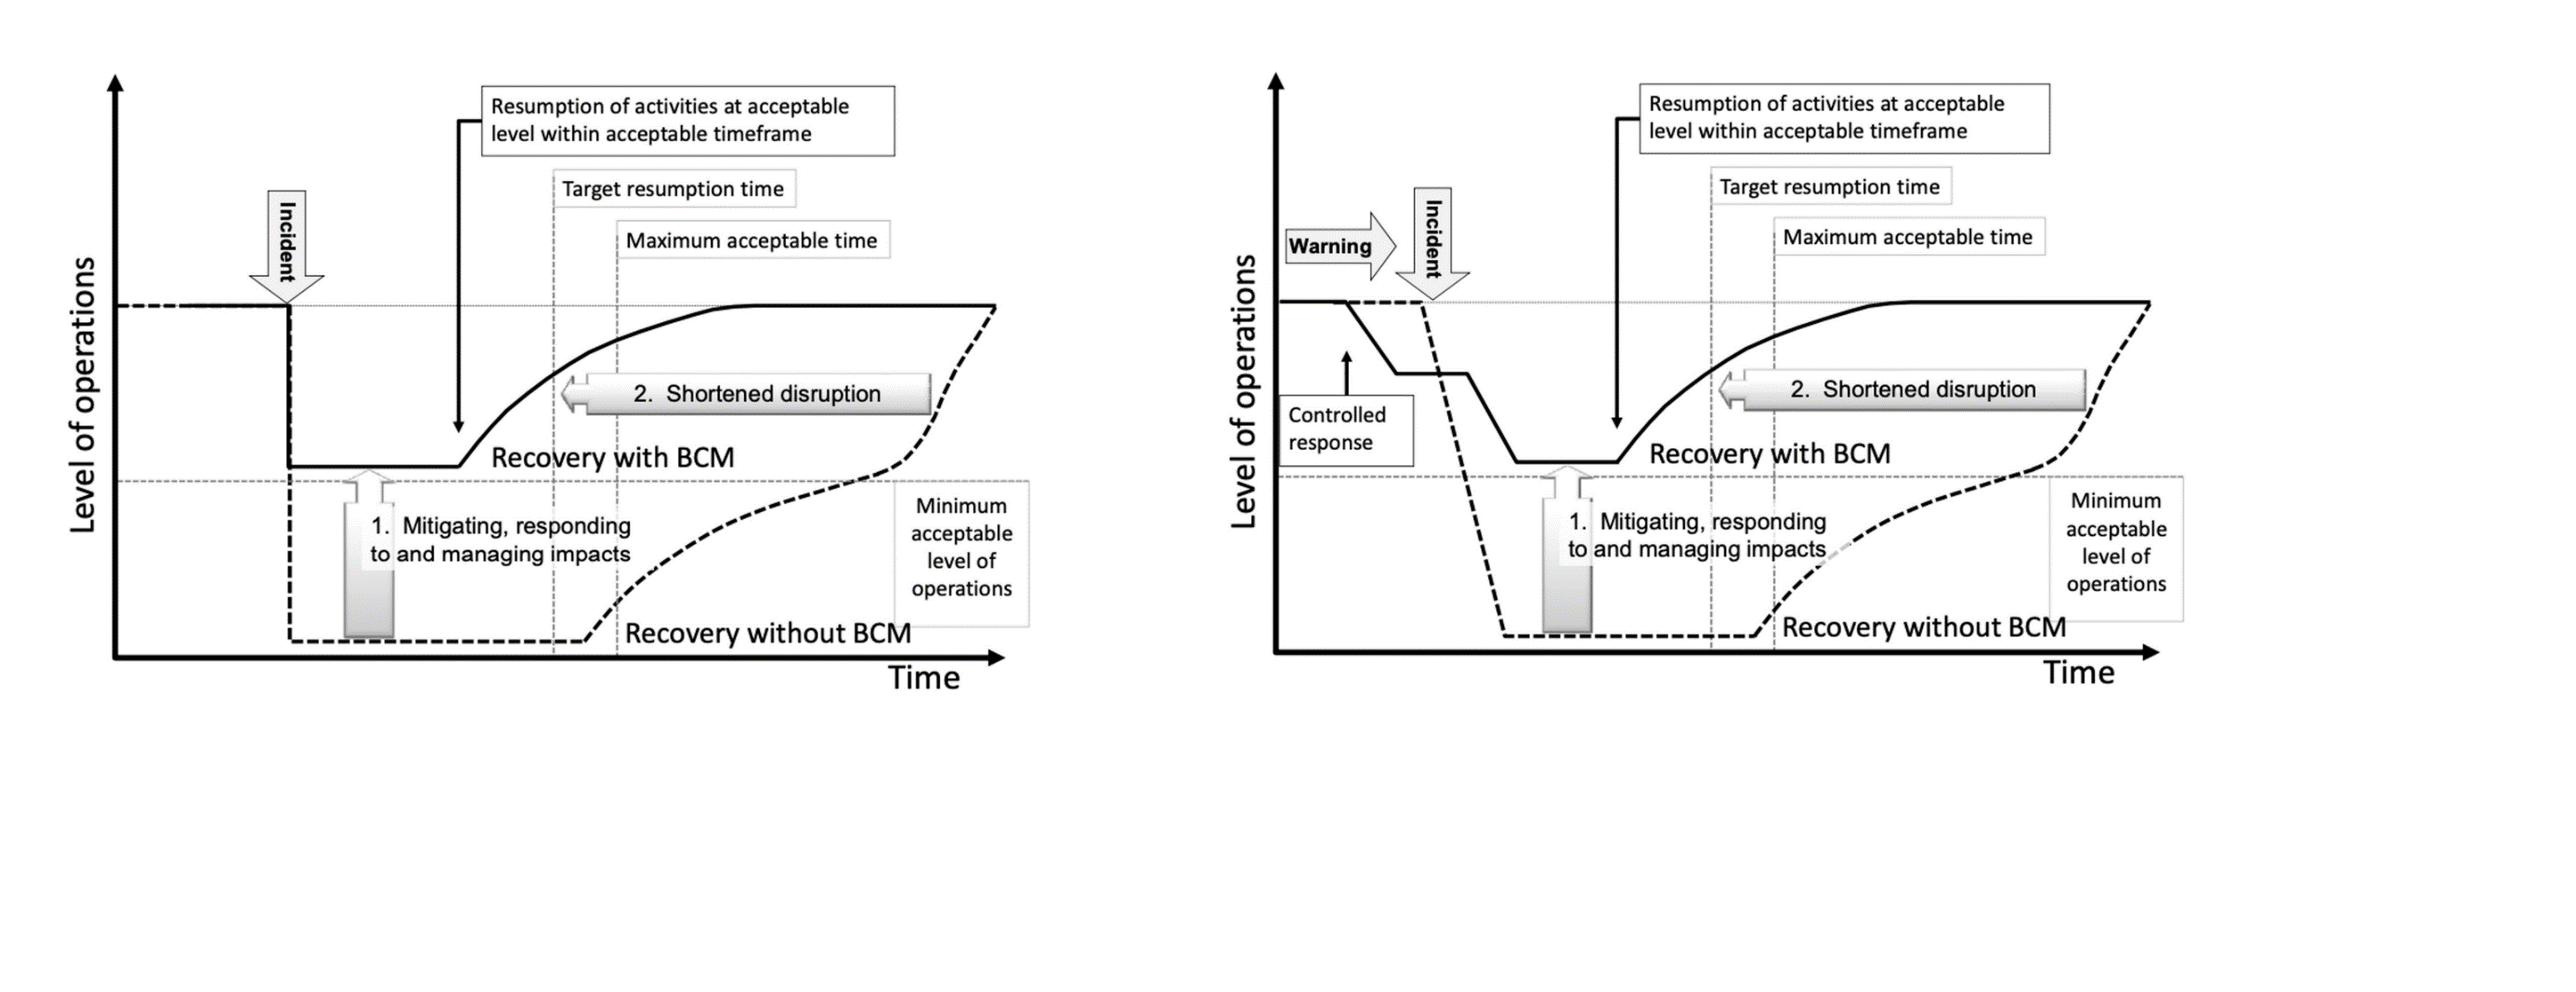 Resumption of activities at acceptable
level within acceptable timeframe
Target resumption time
Maximum acceptable time
Incident
Level of operations
2. Shortened disruption
Recovery with BCM
1. Mitigating, responding
to and managing impacts
Minimum
acceptable
level of
operations
Recovery without BCM
Time
Resumption of activities at acceptable
level within acceptable timeframe
Target resumption time
Maximum acceptable time
Warning
Incident
Level of operations
Controlled
response
2. Shortened disruption
Recovery with BCM
1. Mitigating, responding
to and managing impacts
Minimum
acceptable
level of
operations
Recovery without BCM
Time